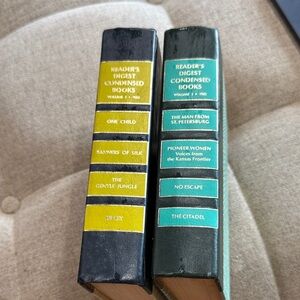 READER'S
DIGEST
CONDENSED
BOOKS
ONE CHILD
BANNERS OF SILK
THE
GENTLE JUNGLE
READER'S
DIGEST
CONDENSED
BOOKS
THE MAN FROM
ST. PETERSBURG
PIONEER WOMEN
Voices from
the Kansas Frontier
NO ESCAPE
THE CITADEL